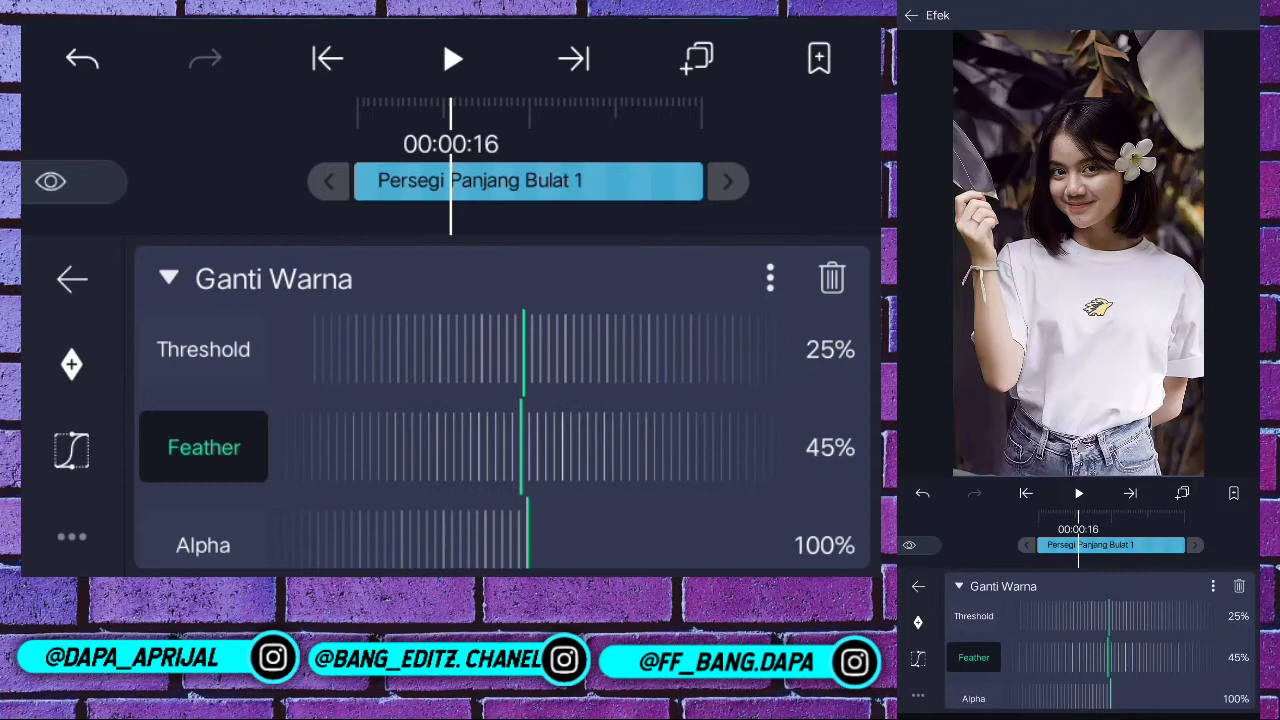 00:00:16
Persegi Panjang Bulat 1
Ganti Warna
Threshold
25%
Feather
45%
Alpha
100%
@DAPA_APRIJAL
@BANG_EDITZ. CHANEL
@FF_BANG.DAPA
Efek
00:00:16
Persegi Panjang Bulat 1
Ganti Warna
Threshold
25%
Feather
45%
Alpha
100%